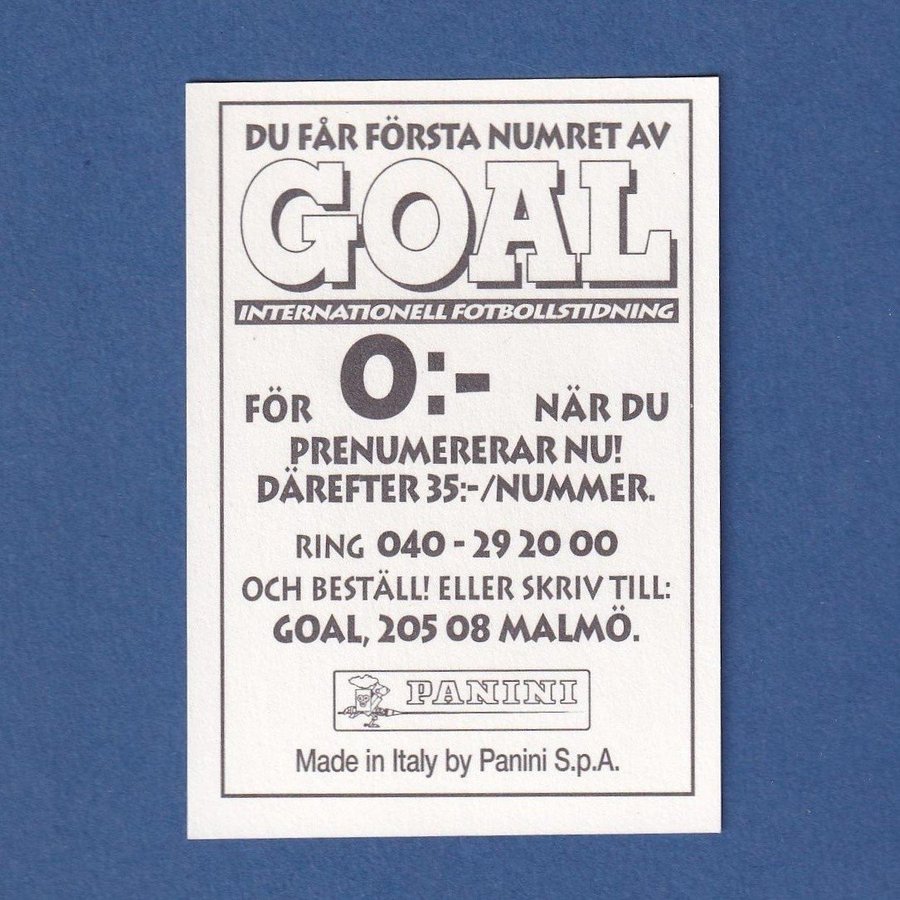 DU FÅR FÖRSTA NUMRET AV
GOAL
INTERNATIONELL FOTBOLLSTIDNING
FÖR 0:- NÄR DU
PRENUMERERAR NU!
DÄREFTER 35:-/NUMMER.
RING 040 - 29 20 00
OCH BESTÄLL! ELLER SKRIV TILL:
GOAL, 205 08 MALMÖ.
PANINI
Made in Italy by Panini S.p.A.